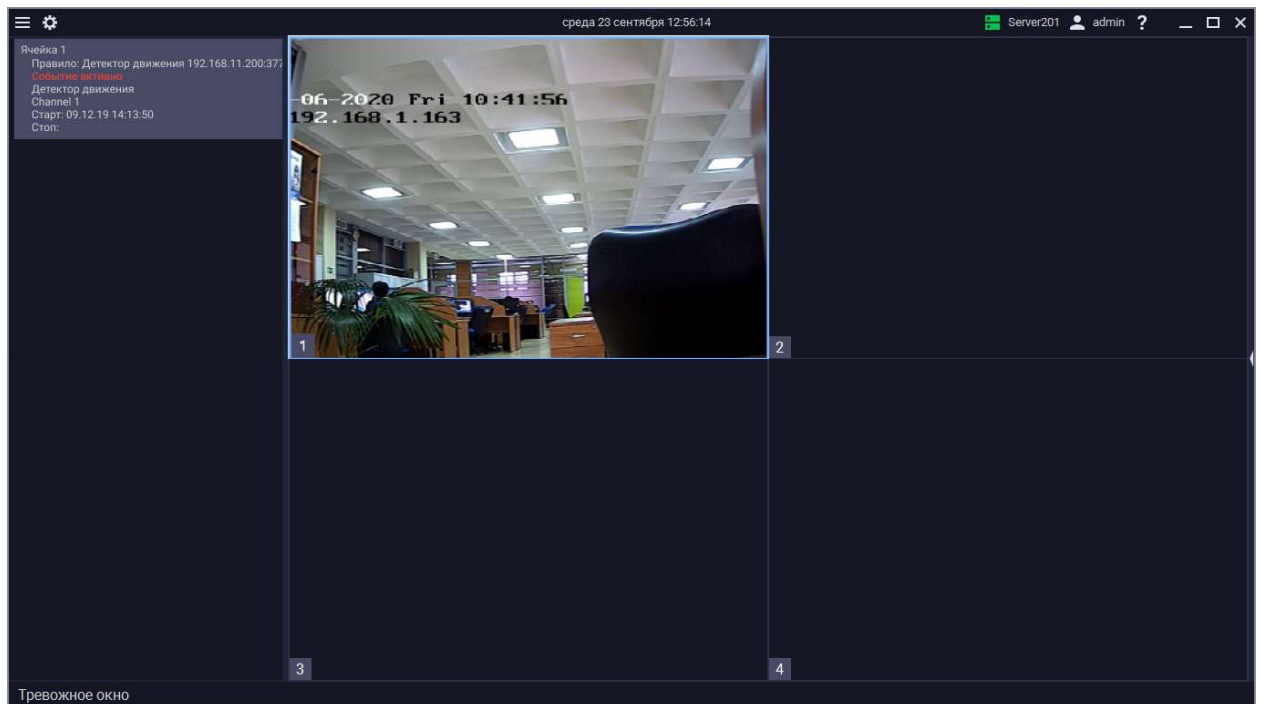 среда 23 сентября 12:56:14
Server201
admin
?
Ячейка 1
Правило: Детектор движения 192.168.11.200:377
Событие активно
Детектор движения
Channel 1
Старт: 09.12.19 14:13:50
Стоп:
-06-2020 Fri 10:41:56
192.168.1.163
1
2
3
4
Тревожное окно